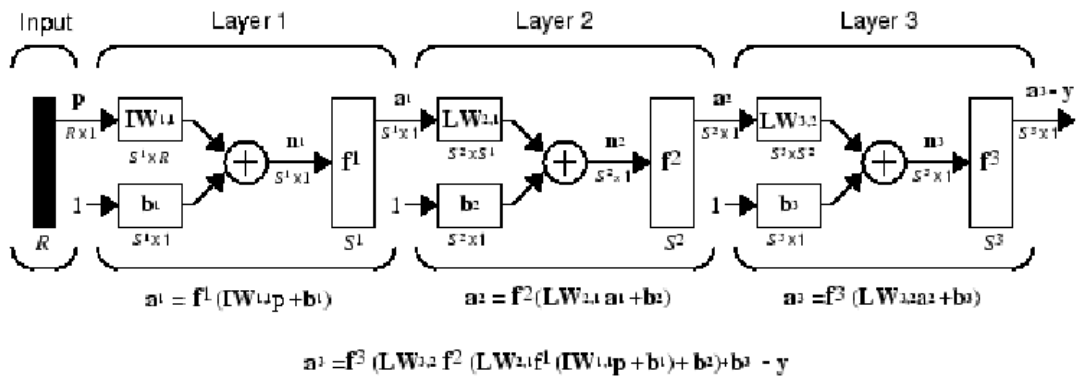 Input Layer 1 Layer 2 Layer 3
p a¹ a² a³ - y
R x 1 IW¹,¹ S¹ x 1 LW²,¹ S² x 1 LW³,² S³ x 1
n¹ f¹ n² f² n³ f³
S¹ x R S² x S¹ S³ x S²
S¹ x 1 S² x 1 S² x 1
1 b¹ 1 b² 1 b³
R S¹ x 1 S¹ S² x 1 S² S³ x 1 S³
a¹ = f¹ (IW¹,¹p + b¹) a² = f² (LW²,¹ a¹ + b²) a³ = f³ (LW³,² a² + b³)
a³ = f³ (LW³,² f² (LW²,¹ f¹ (IW¹,¹p + b¹) + b²) + b³ - y